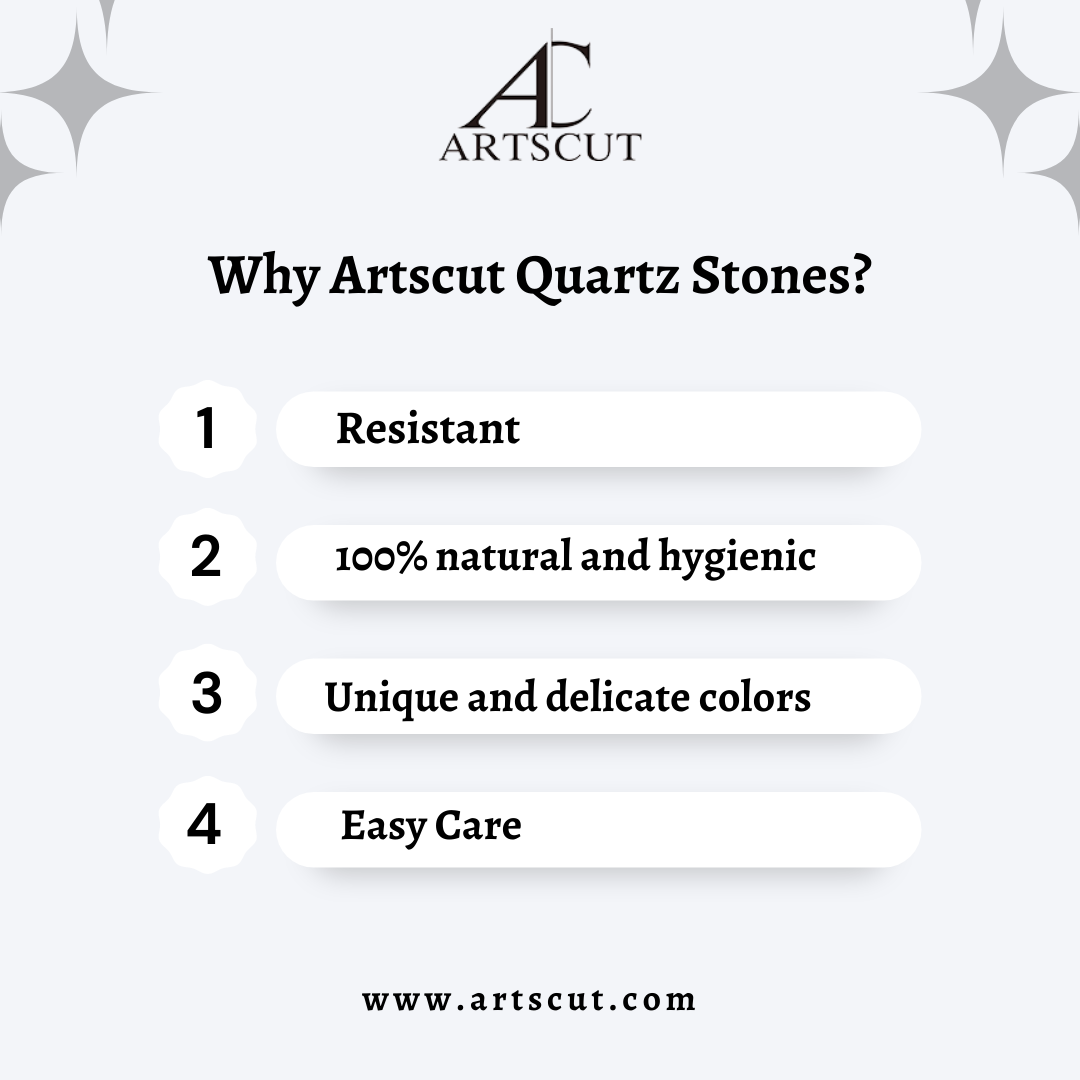 AC
ARTSCUT
Why Artscut Quartz Stones?
1 Resistant
2 100% natural and hygienic
3 Unique and delicate colors
4 Easy Care
www.artscut.com